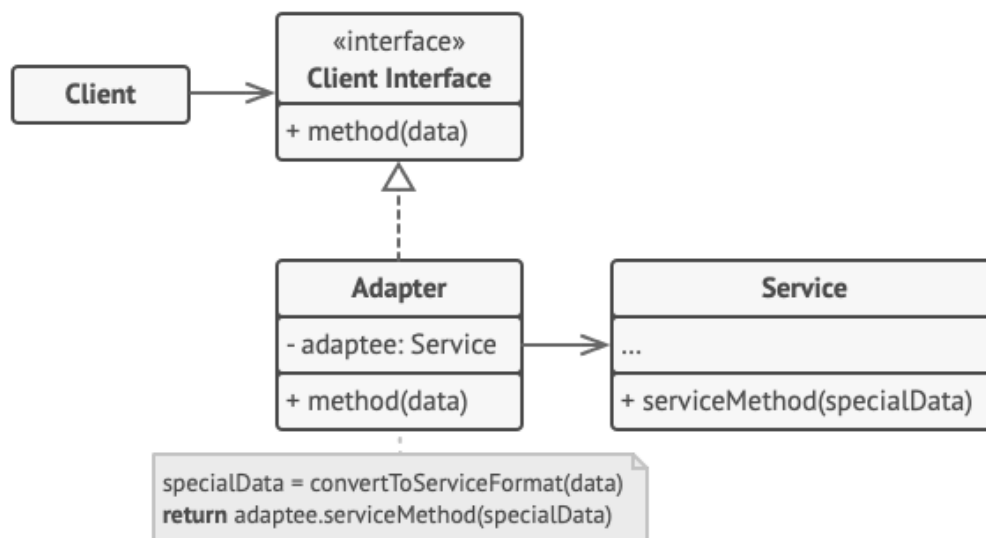 «interface»
Client
Client Interface
+ method(data)
Adapter
Service
- adaptee: Service
...
+ method(data)
+ serviceMethod(specialData)
specialData = convertToServiceFormat(data)
return adaptee.serviceMethod(specialData)